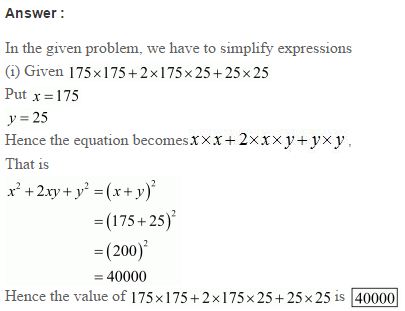 Answer :
In the given problem, we have to simplify expressions
(i) Given 175×175+2×175×25+25×25
Put x=175
y=25
Hence the equation becomes x×x+2×x×y+y×y,
That is
x²+2xy+y²=(x+y)²
=(175+25)²
=(200)²
=40000
Hence the value of 175×175+2×175×25+25×25 is 40000